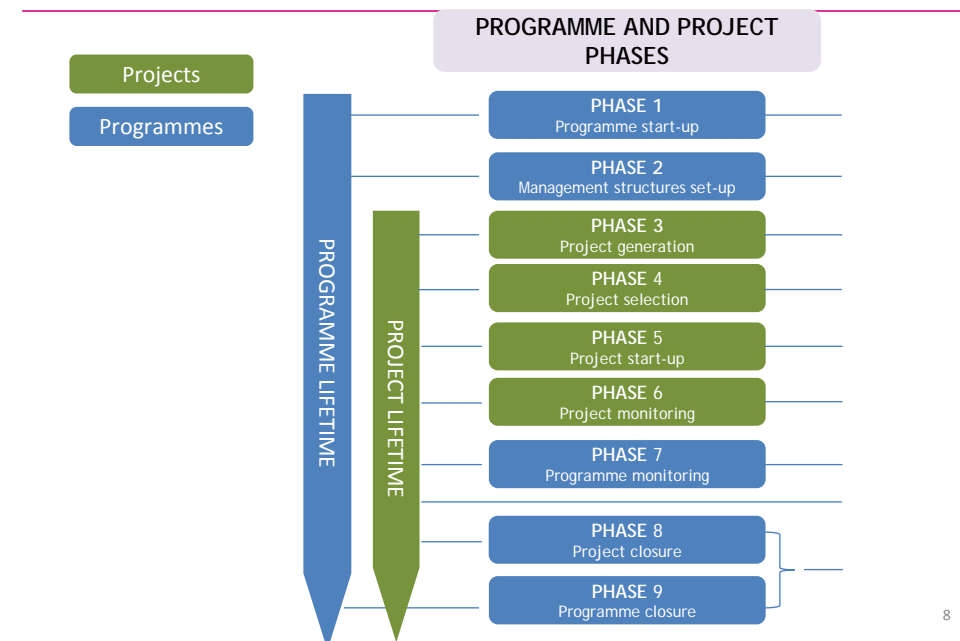 PROGRAMME AND PROJECT
PHASES
Projects
Programmes
PROGRAMME LIFETIME
PROJECT LIFETIME
PHASE 1
Programme start-up
PHASE 2
Management structures set-up
PHASE 3
Project generation
PHASE 4
Project selection
PHASE 5
Project start-up
PHASE 6
Project monitoring
PHASE 7
Programme monitoring
PHASE 8
Project closure
PHASE 9
Programme closure
8